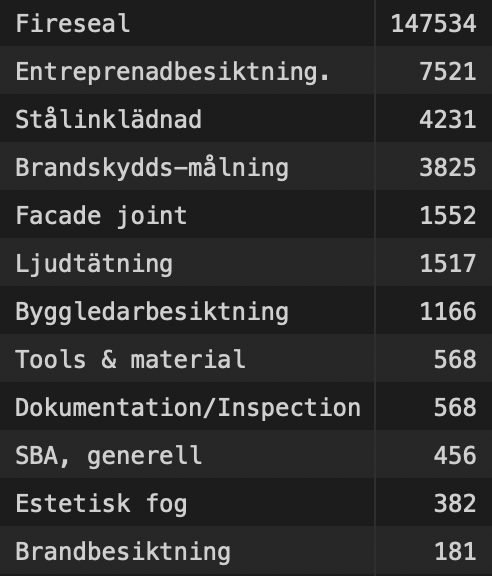 Fireseal 147534
Entreprenadbesiktning. 7521
Stålinklädnad 4231
Brandskydds-målning 3825
Facade joint 1552
Ljudtätning 1517
Byggledarbesiktning 1166
Tools & material 568
Dokumentation/Inspection 568
SBA, generell 456
Estetisk fog 382
Brandbesiktning 181